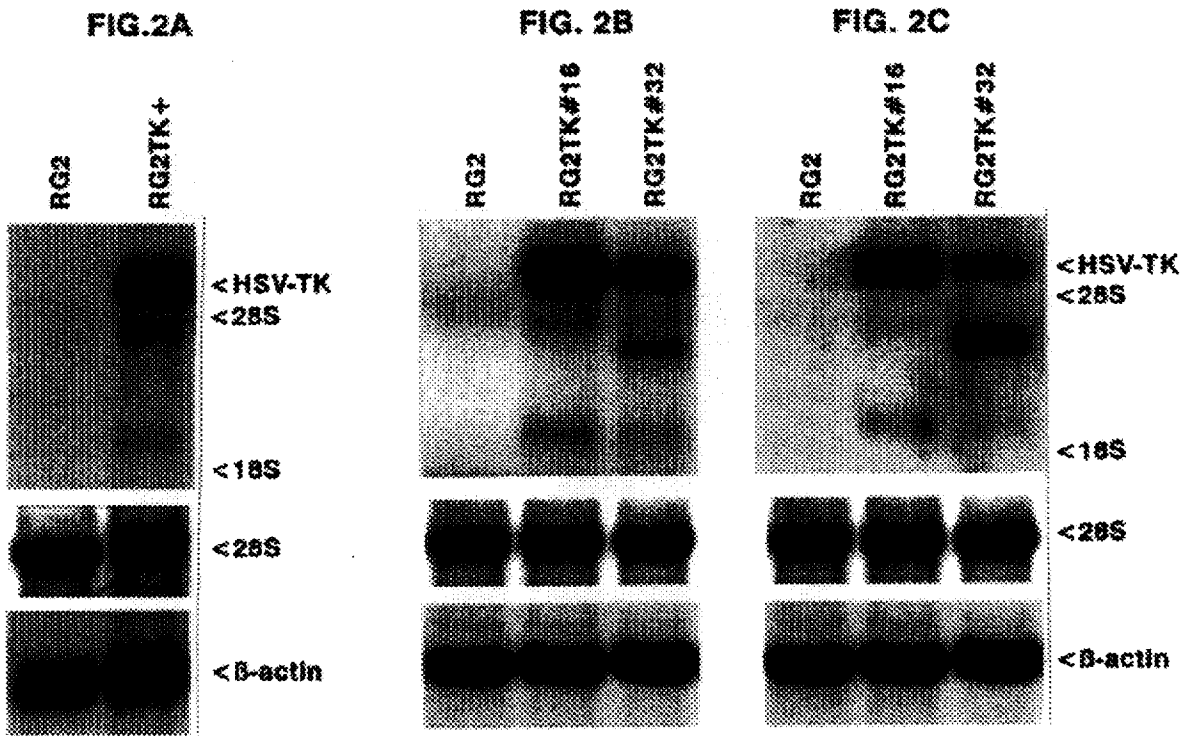 FIG.2A
FIG. 2B
FIG. 2C
RG2
RG2TK+
RG2
RG2TK#16
RG2TK#32
RG2
RG2TK#16
RG2TK#32
<HSV-TK
<28S
<18S
<28S
<ß-actin
<HSV-TK
<28S
<18S
<28S
<ß-actin